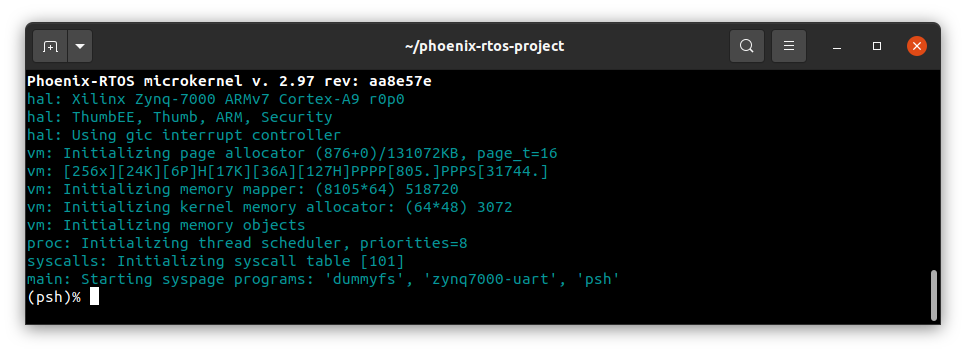 ~/phoenix-rtos-project
Phoenix-RTOS microkernel v. 2.97 rev: aa8e57e
hal: Xilinx Zynq-7000 ARMv7 Cortex-A9 r0p0
hal: ThumbEE, Thumb, ARM, Security
hal: Using gic interrupt controller
vm: Initializing page allocator (876+0)/131072KB, page_t=16
vm: [256x][24K][6P]H[17K][36A][127H]PPPP[805.]PPPS[31744.]
vm: Initializing memory mapper: (8105*64) 518720
vm: Initializing kernel memory allocator: (64*48) 3072
vm: Initializing memory objects
proc: Initializing thread scheduler, priorities=8
syscalls: Initializing syscall table [101]
main: Starting syspage programs: 'dummyfs', 'zynq7000-uart', 'psh'
(psh)%